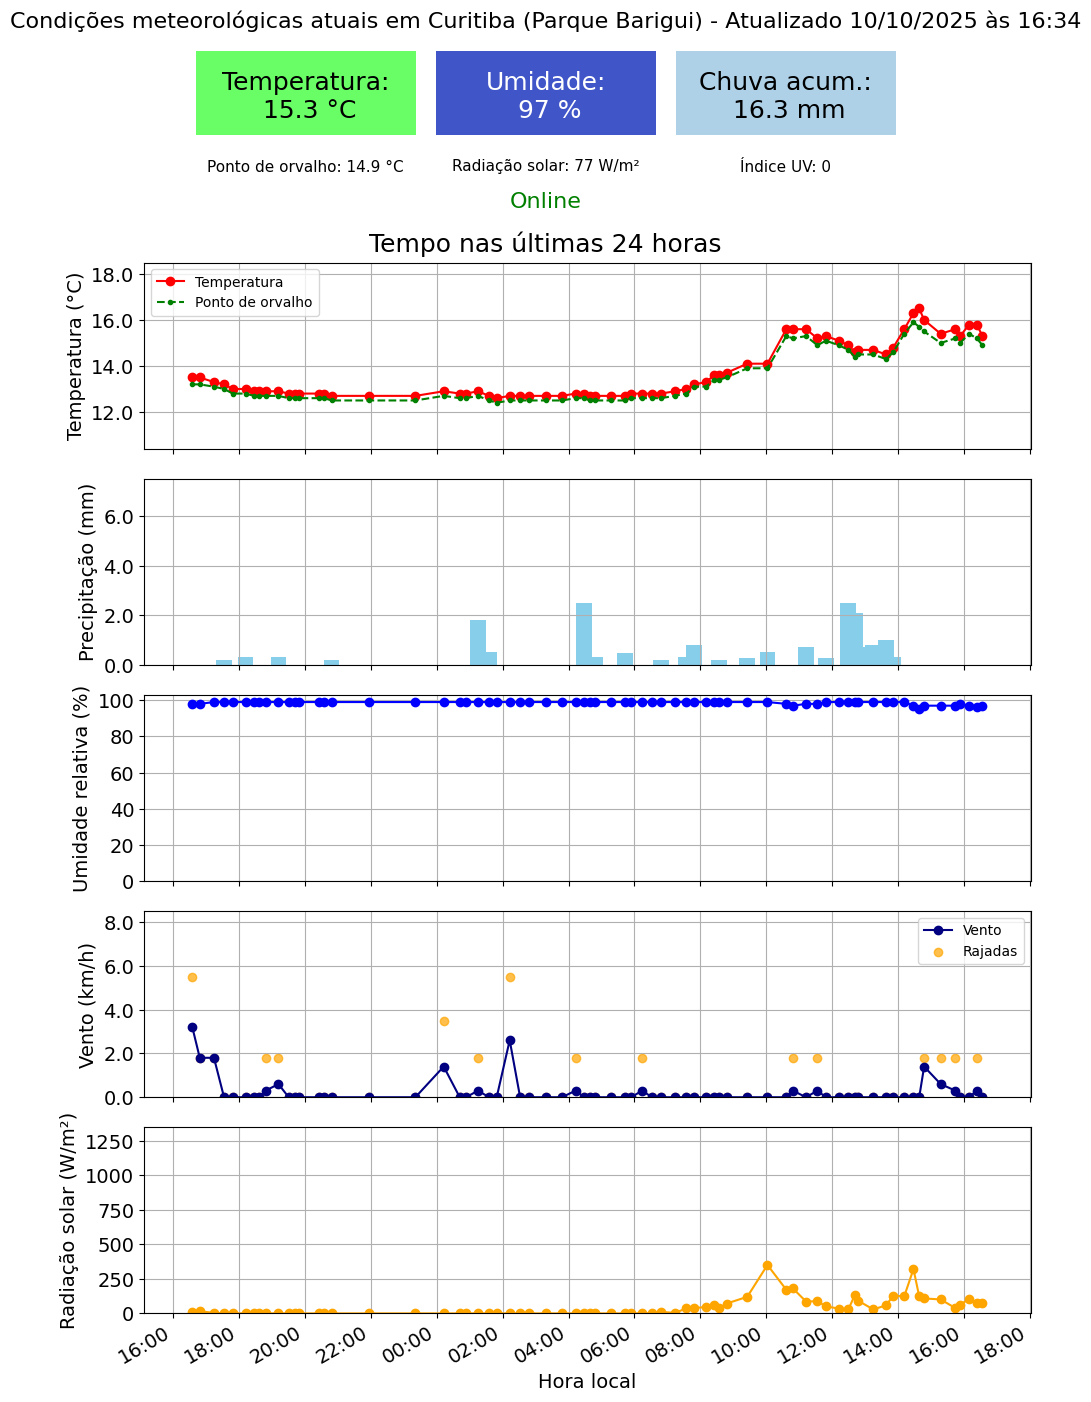 Condições meteorológicas atuais em Curitiba (Parque Barigui) - Atualizado 10/10/2025 às 16:34
Temperatura:
15.3 °C
Umidade:
97 %
Chuva acum.:
16.3 mm
Ponto de orvalho: 14.9 °C
Radiação solar: 77 W/m²
Índice UV: 0
Online
Tempo nas últimas 24 horas
Temperatura (°C)
18.0
16.0
14.0
12.0
Temperatura
Ponto de orvalho
Precipitação (mm)
6.0
4.0
2.0
0.0
Umidade relativa (%)
100
80
60
40
20
0
Vento (km/h)
8.0
6.0
4.0
2.0
0.0
Vento
Rajadas
Radiação solar (W/m²)
1250
1000
750
500
250
0
16:00
18:00
20:00
22:00
00:00
02:00
04:00
06:00
08:00
10:00
12:00
14:00
16:00
18:00
Hora local